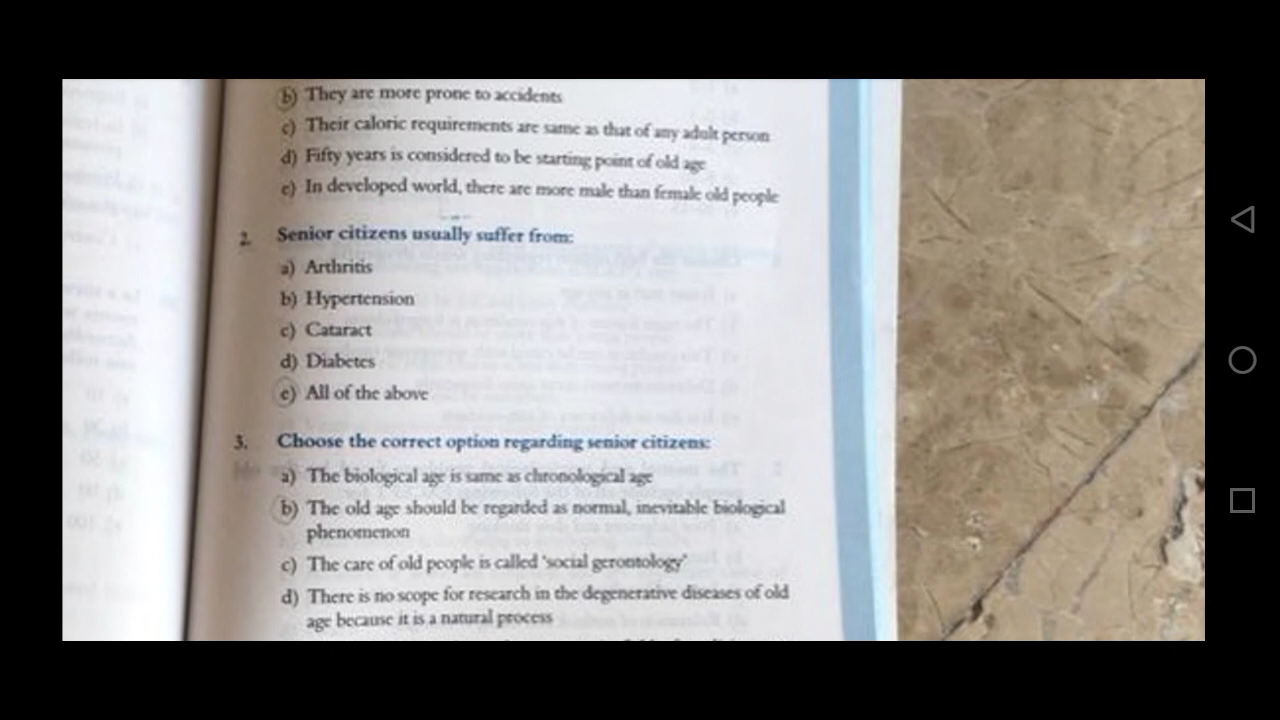 b) They are more prone to accidents
c) Their caloric requirements are same as that of any adult person
d) Fifty years is considered to be starting point of old age
e) In developed world, there are more male than female old people
2. Senior citizens usually suffer from:
a) Arthritis
b) Hypertension
c) Cataract
d) Diabetes
e) All of the above
3. Choose the correct option regarding senior citizens:
a) The biological age is same as chronological age
b) The old age should be regarded as normal, inevitable biological
phenomenon
c) The care of old people is called 'social gerontology'
d) There is no scope for research in the degenerative diseases of old
age because it is a natural process